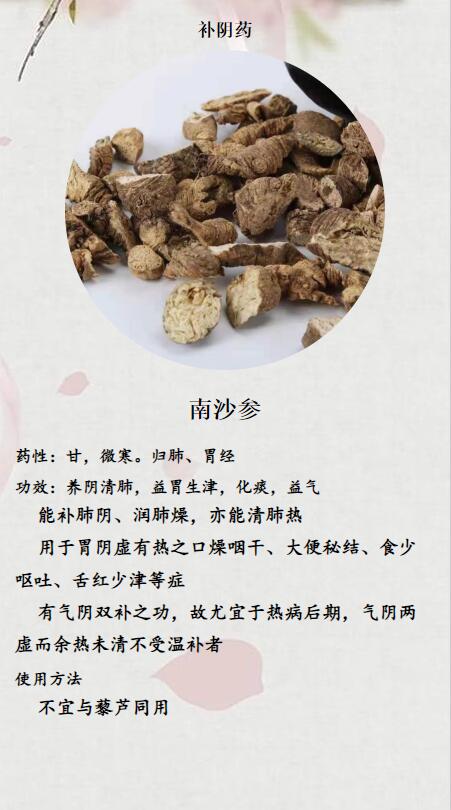 补阴药
南沙参
药性：甘，微寒。归肺、胃经
功效：养阴清肺，益胃生津，化痰，益气
能补肺阴、润肺燥，亦能清肺热
用于胃阴虚有热之口燥咽干、大便秘结、食少
呕吐、舌红少津等症
有气阴双补之功，故尤宜于热病后期，气阴两
虚而余热未清不受温补者
使用方法
不宜与藜芦同用